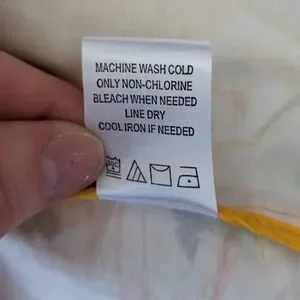 MACHINE WASH COLD
ONLY NON-CHLORINE
BLEACH WHEN NEEDED
LINE DRY
COOL IRON IF NEEDED